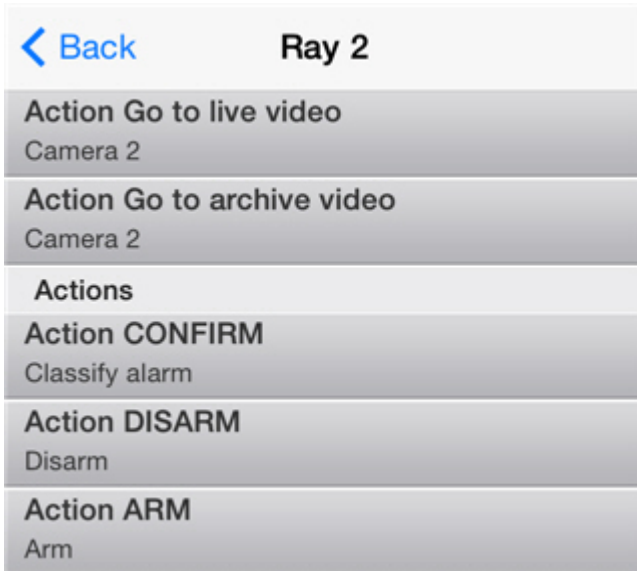 Back Ray 2
Action Go to live video
Camera 2
Action Go to archive video
Camera 2
Actions
Action CONFIRM
Classify alarm
Action DISARM
Disarm
Action ARM
Arm